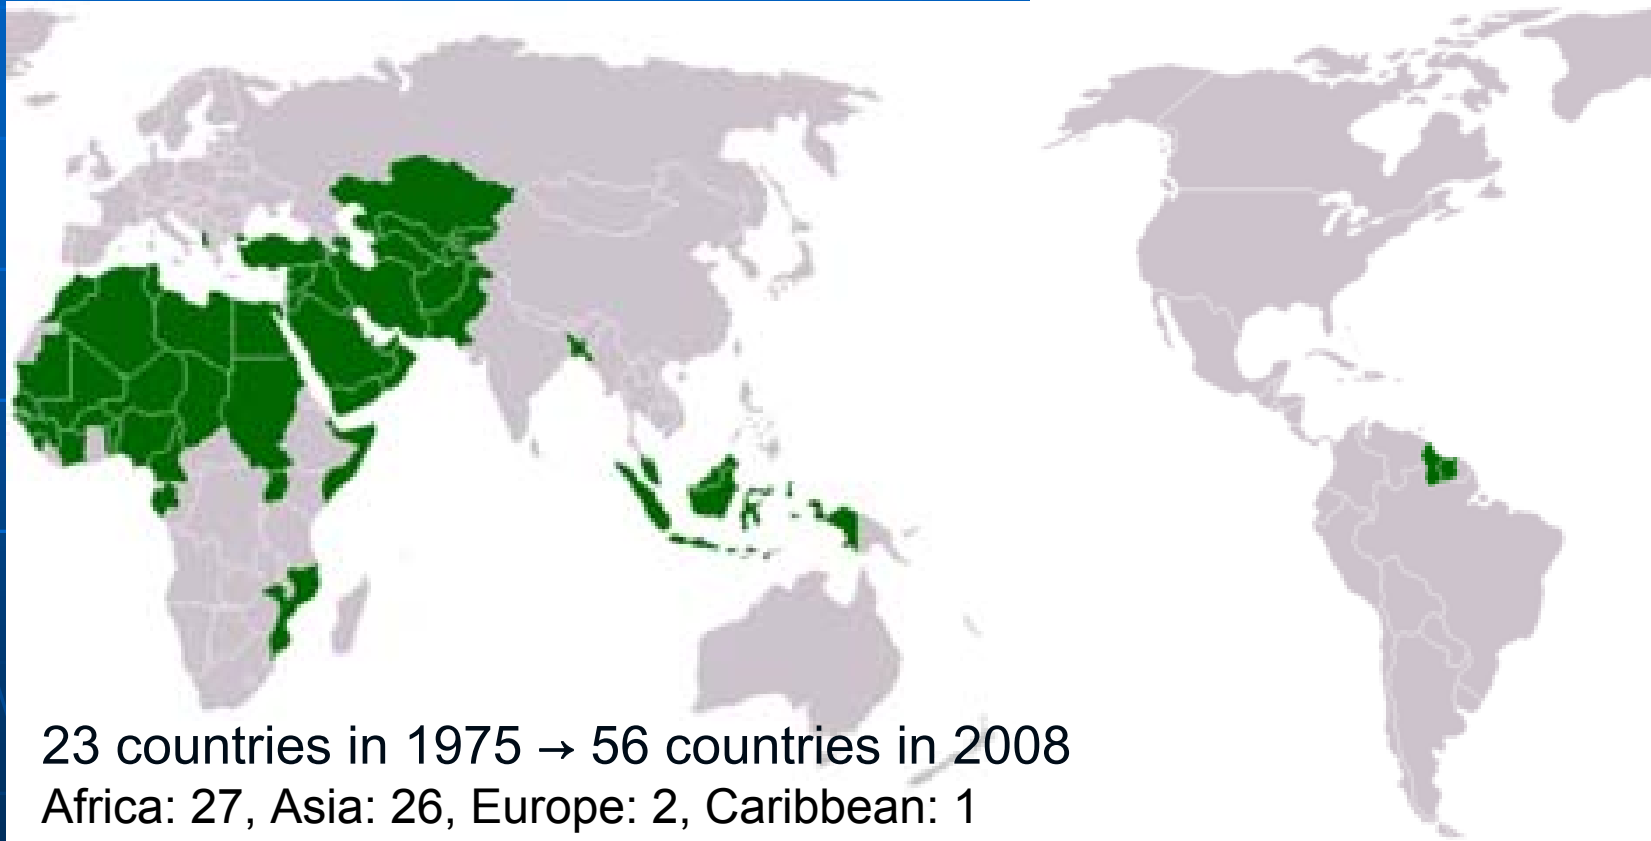 23 countries in 1975 → 56 countries in 2008
Africa: 27, Asia: 26, Europe: 2, Caribbean: 1